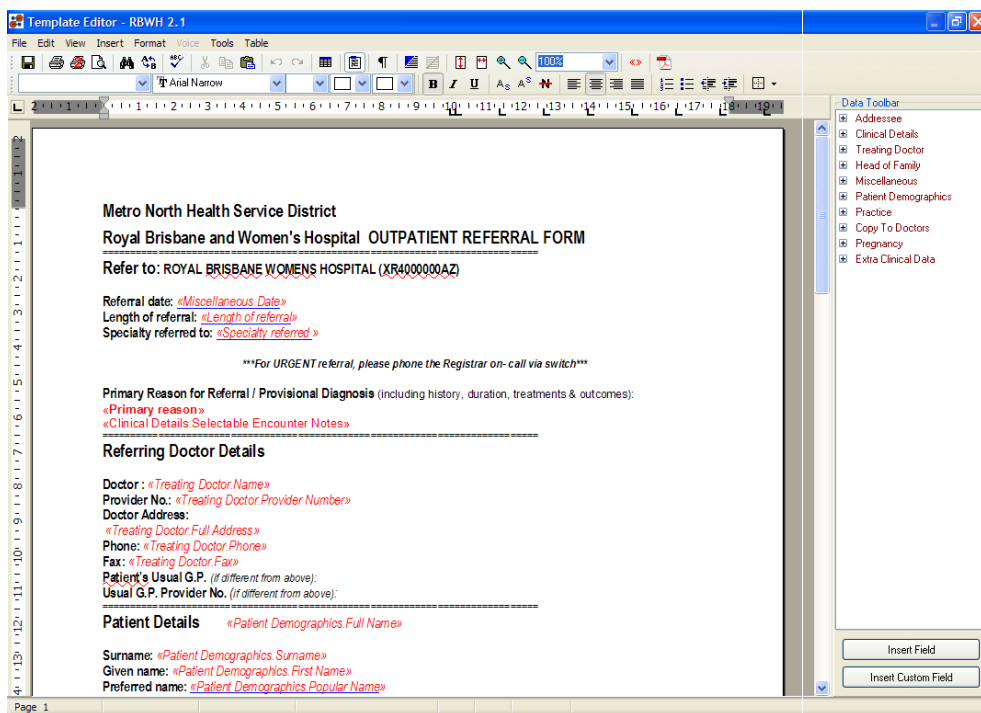 Template Editor - RBWH 2.1
File Edit View Insert Format Voice Tools Table
100%
Arial Narrow
B I U
Data Toolbar
Addressee
Clinical Details
Treating Doctor
Head of Family
Miscellaneous
Patient Demographics
Practice
Copy To Doctors
Pregnancy
Extra Clinical Data
Metro North Health Service District
Royal Brisbane and Women's Hospital OUTPATIENT REFERRAL FORM
Refer to: ROYAL BRISBANE WOMENS HOSPITAL (XR4000000AZ)
Referral date: «Miscellaneous.Date»
Length of referral: «Length of referral»
Specialty referred to: «Specialty referred »
***For URGENT referral, please phone the Registrar on- call via switch***
Primary Reason for Referral / Provisional Diagnosis (including history, duration, treatments & outcomes):
«Primary reason»
«Clinical Details.Selectable Encounter Notes»
Referring Doctor Details
Doctor : «Treating Doctor.Name»
Provider No.: «Treating Doctor.Provider Number»
Doctor Address:
«Treating Doctor.Full Address»
Phone: «Treating Doctor.Phone»
Fax: «Treating Doctor.Fax»
Patient's Usual G.P. (if different from above):
Usual G.P. Provider No. (if different from above):
Patient Details «Patient Demographics.Full Name»
Surname: «Patient Demographics.Surname»
Given name: «Patient Demographics.First Name»
Preferred name: «Patient Demographics.Popular Name»
Insert Field
Insert Custom Field
Page 1